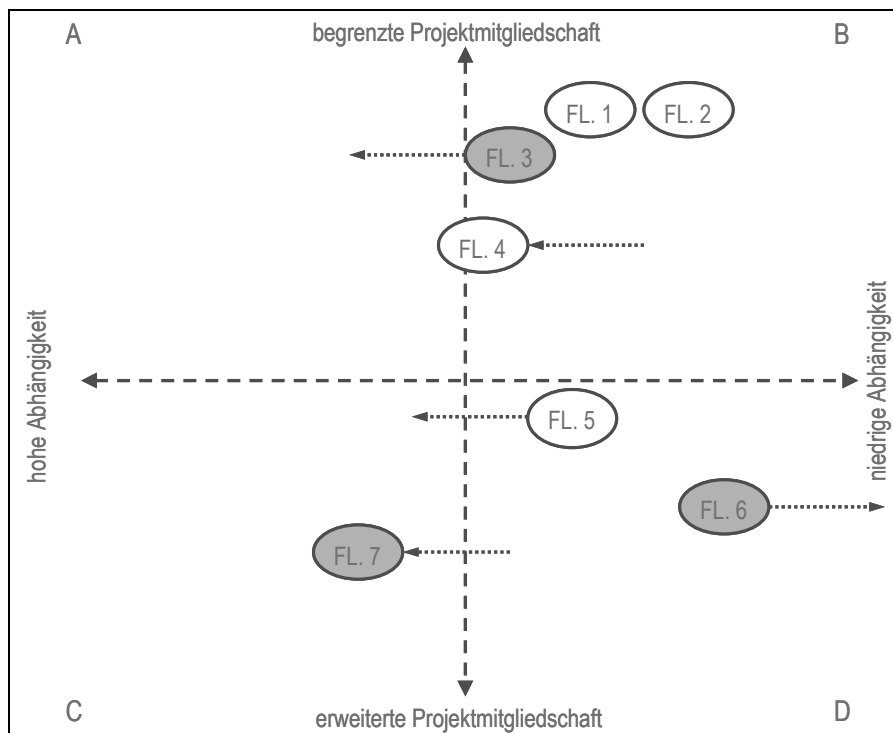 A
begrenzte Projektmitgliedschaft
B
FL. 1
FL. 2
FL. 3
FL. 4
hohe Abhängigkeit
niedrige Abhängigkeit
FL. 5
FL. 6
FL. 7
C
erweiterte Projektmitgliedschaft
D